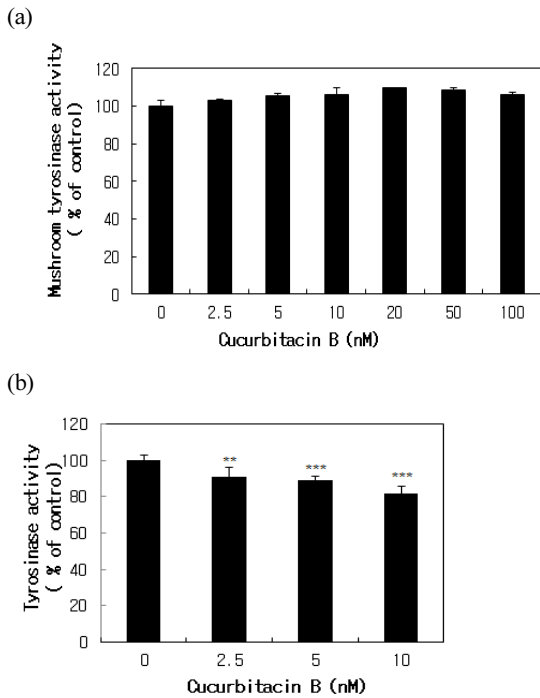 (a)
Mushroom tyrosinase activity
( % of control)
120
100
80
60
40
20
0
0 2.5 5 10 20 50 100
Cucurbitacin B (nM)
(b)
Tyrosinase activity
( % of control)
120
100
80
60
40
20
0
** *** ***
0 2.5 5 10
Cucurbitacin B (nM)